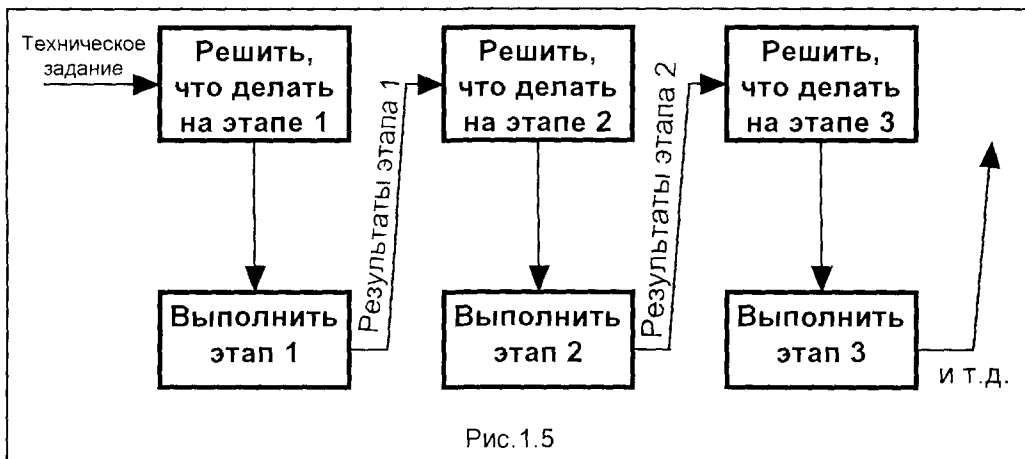 Техническое
задание
Решить,
что делать
на этапе 1
Выполнить
этап 1
Результаты этапа 1
Решить,
что делать
на этапе 2
Выполнить
этап 2
Результаты этапа 2
Решить,
что делать
на этапе 3
Выполнить
этап 3
и т.д.
Рис.1.5